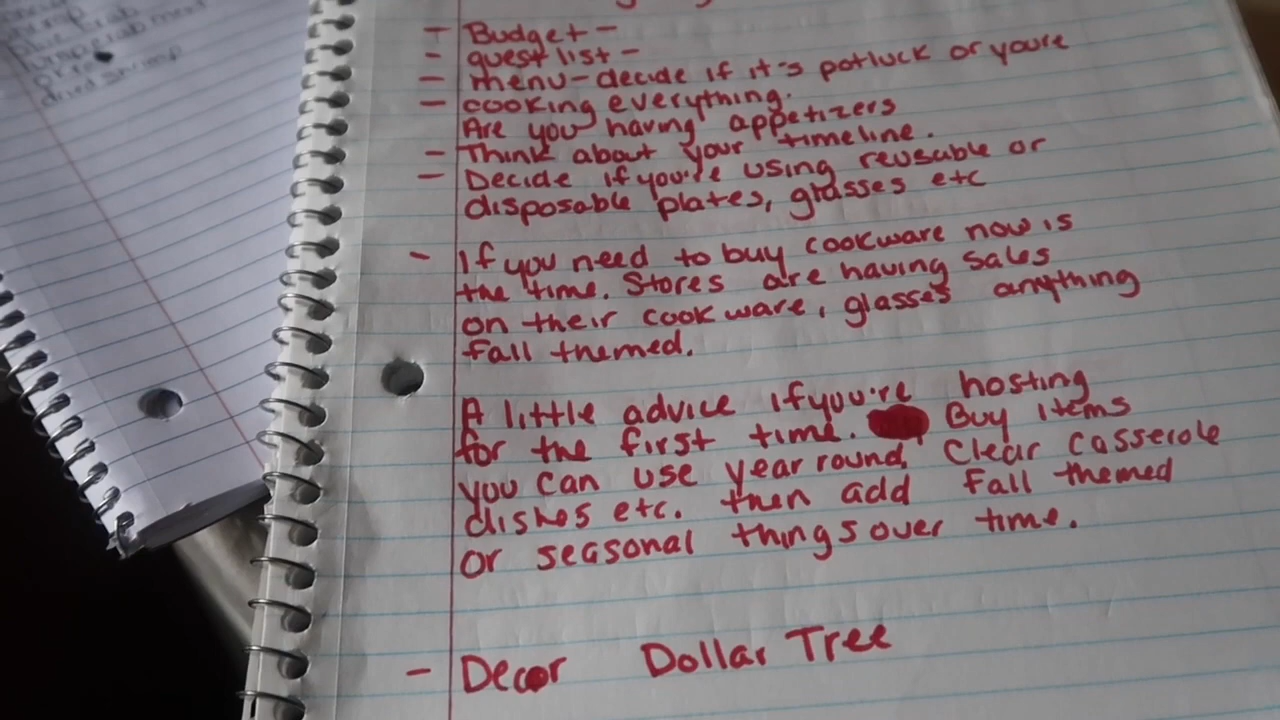 - Budget -
- guest list -
- menu - decide if it's potluck or youre
- cooking everything.
Are you having appetizers
- Think about your timeline.
- Decide if you're using reusable or
disposable plates, glasses etc
- If you need to buy cookware now is
the time. Stores are having sales
on their cookware, glasses anything
fall themed.
A little advice if you're hosting
for the first time. Buy items
you can use year round, Clear casserole
dishes etc. then add Fall themed
or seasonal things over time.
- Decor Dollar Tree
dried shrimp